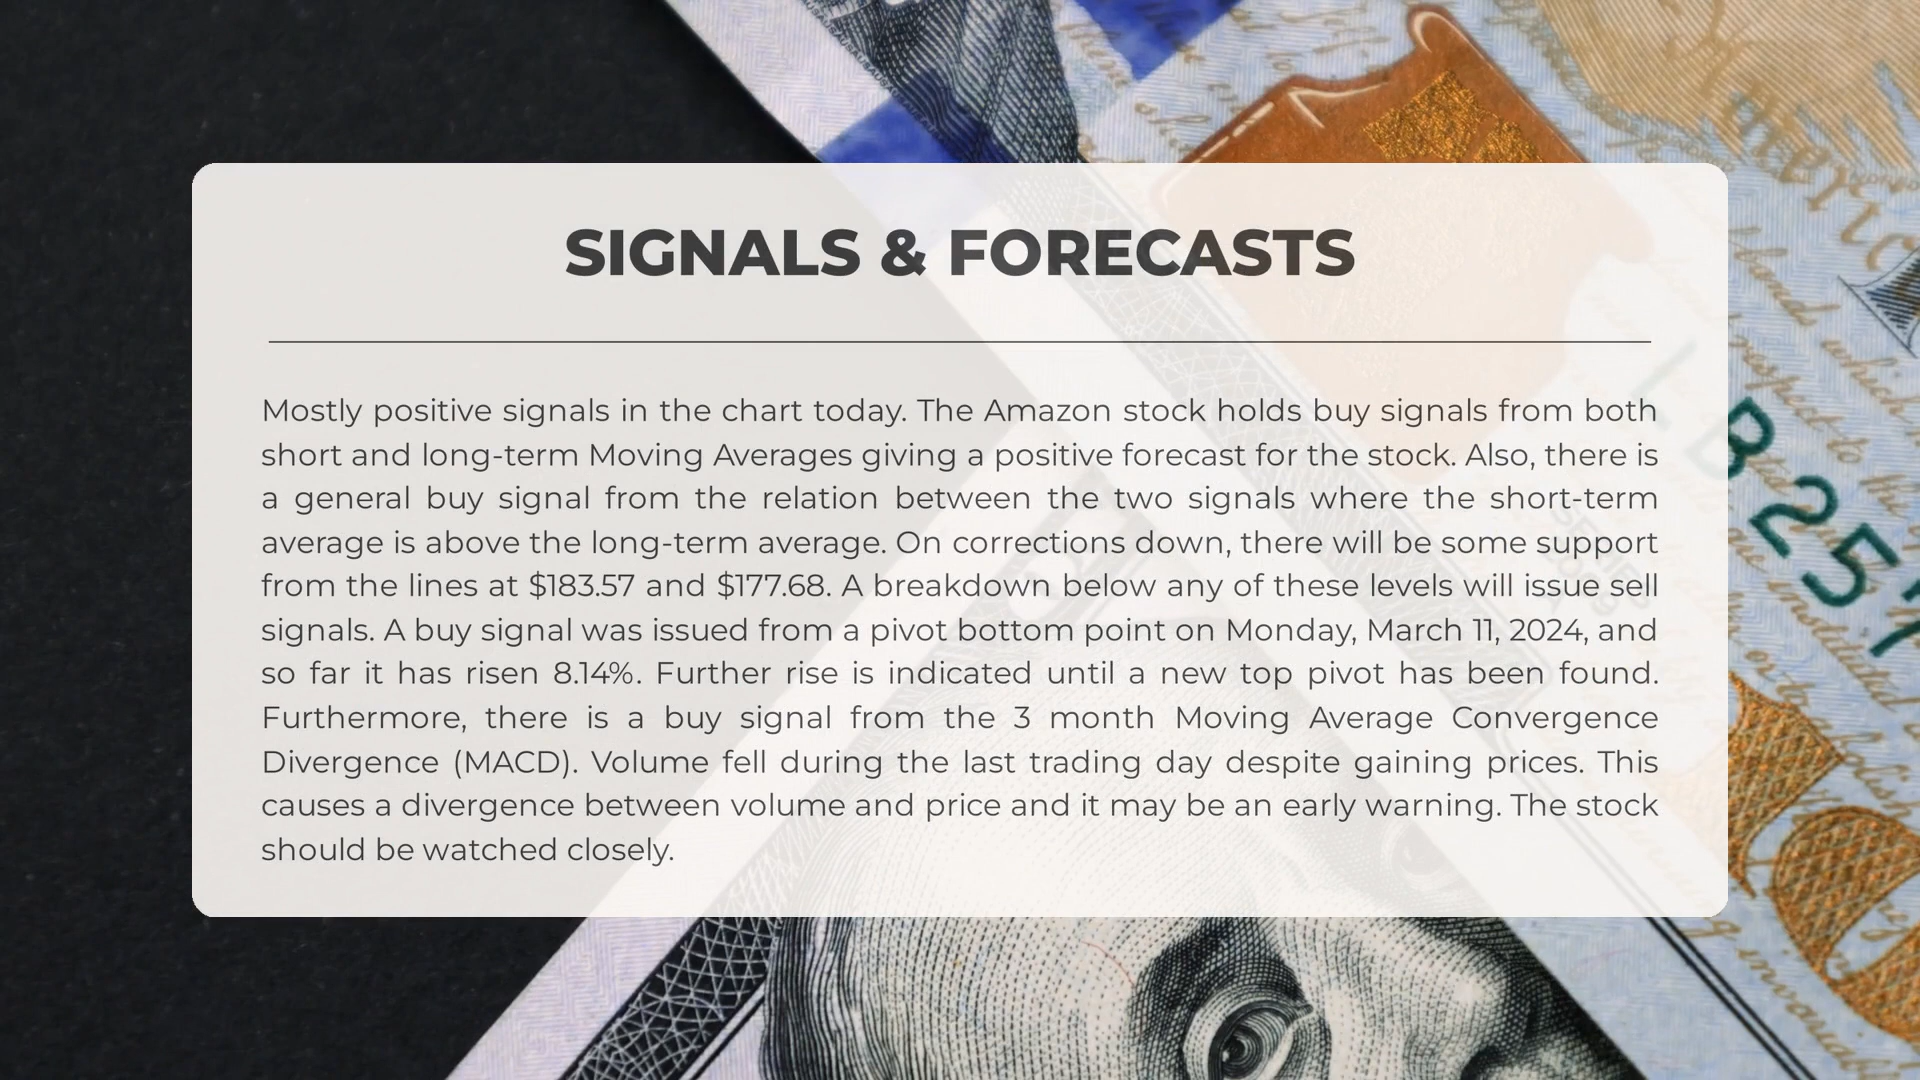 SIGNALS & FORECASTS
Mostly positive signals in the chart today. The Amazon stock holds buy signals from both
short and long-term Moving Averages giving a positive forecast for the stock. Also, there is
a general buy signal from the relation between the two signals where the short-term
average is above the long-term average. On corrections down, there will be some support
from the lines at $183.57 and $177.68. A breakdown below any of these levels will issue sell
signals. A buy signal was issued from a pivot bottom point on Monday, March 11, 2024, and
so far it has risen 8.14%. Further rise is indicated until a new top pivot has been found.
Furthermore, there is a buy signal from the 3 month Moving Average Convergence
Divergence (MACD). Volume fell during the last trading day despite gaining prices. This
causes a divergence between volume and price and it may be an early warning. The stock
should be watched closely.